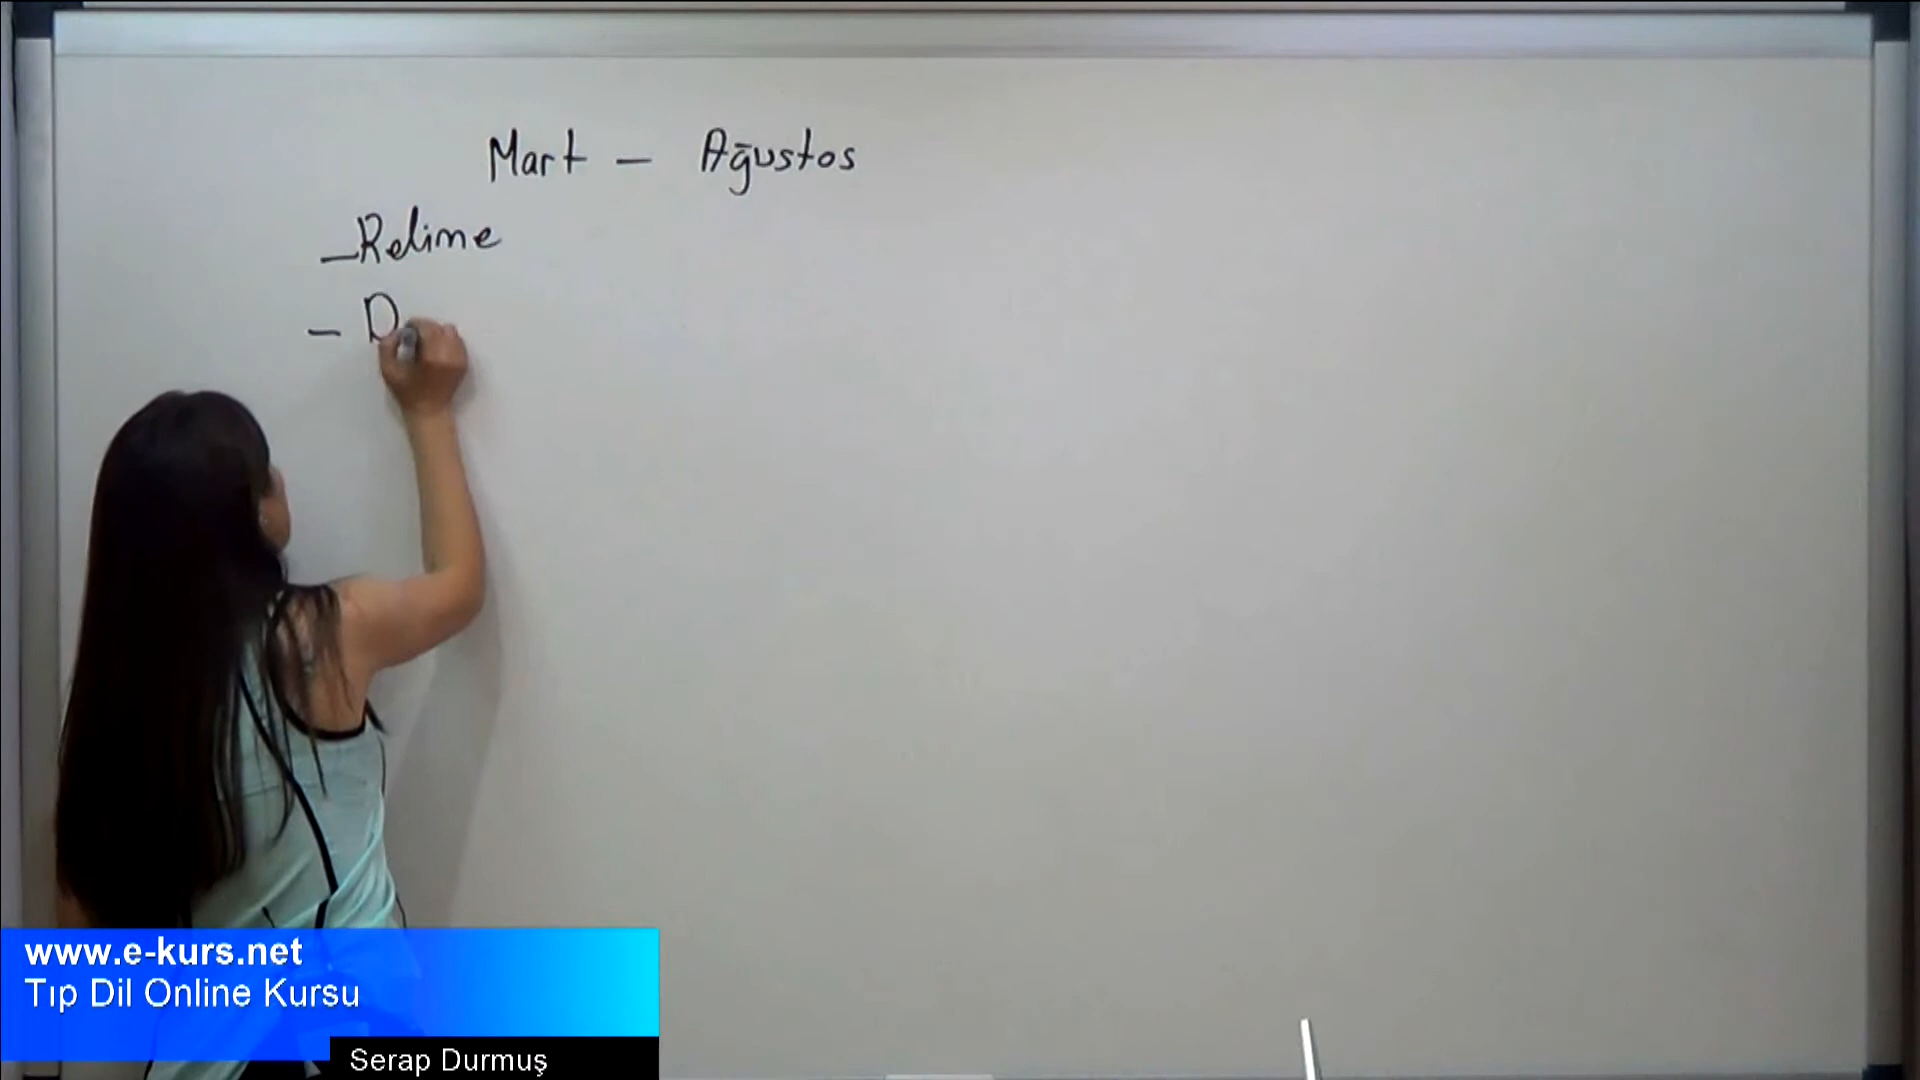 Mart - Ağustos
- Kelime
- D
www.e-kurs.net
Tıp Dil Online Kursu
Serap Durmuş